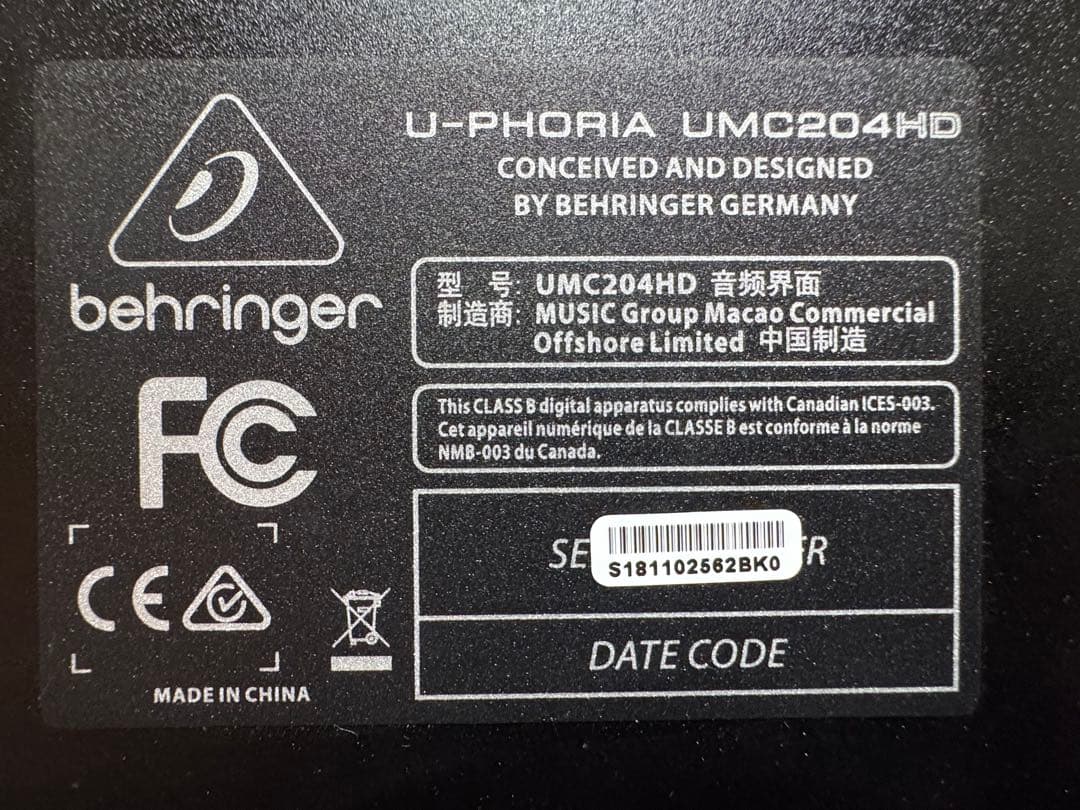 U-PHORIA UMC204HD
CONCEIVED AND DESIGNED
BY BEHRINGER GERMANY
behringer
型 号: UMC204HD 音频界面
制造商: MUSIC Group Macao Commercial
Offshore Limited 中国制造
This CLASS B digital apparatus complies with Canadian ICES-003.
Cet appareil numérique de la CLASSE B est conforme à la norme
NMB-003 du Canada.
FC
CE
MADE IN CHINA
S181102562BK0
DATE CODE